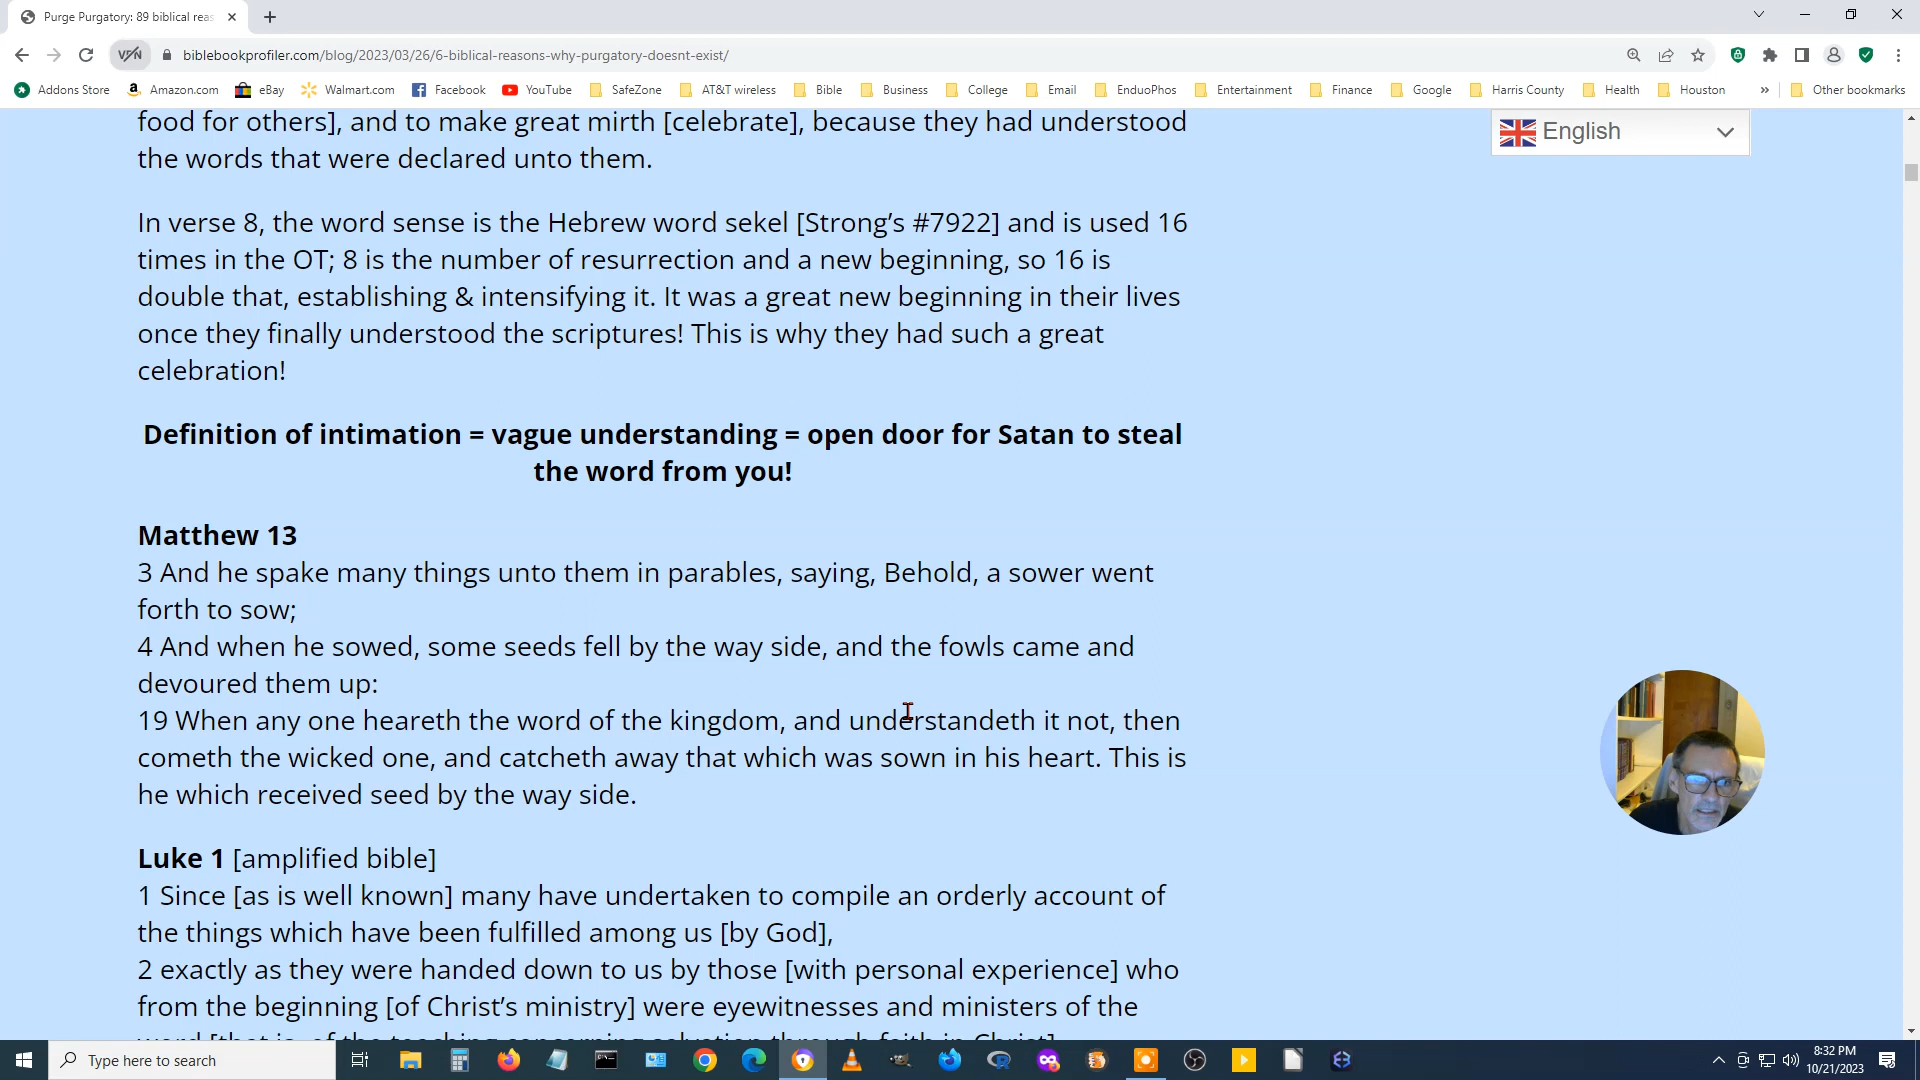 Purge Purgatory: 89 biblical reas
biblebookprofiler.com/blog/2023/03/26/6-biblical-reasons-why-purgatory-doesnt-exist/
Addons Store Amazon.com eBay Walmart.com Facebook YouTube SafeZone AT&T wireless Bible Business College Email EnduoPhos Entertainment Finance Google Harris County Health Houston » Other bookmarks
English
food for others], and to make great mirth [celebrate], because they had understood
the words that were declared unto them.
In verse 8, the word sense is the Hebrew word sekel [Strong’s #7922] and is used 16
times in the OT; 8 is the number of resurrection and a new beginning, so 16 is
double that, establishing & intensifying it. It was a great new beginning in their lives
once they finally understood the scriptures! This is why they had such a great
celebration!
Definition of intimation = vague understanding = open door for Satan to steal
the word from you!
Matthew 13
3 And he spake many things unto them in parables, saying, Behold, a sower went
forth to sow;
4 And when he sowed, some seeds fell by the way side, and the fowls came and
devoured them up:
19 When any one heareth the word of the kingdom, and understandeth it not, then
cometh the wicked one, and catcheth away that which was sown in his heart. This is
he which received seed by the way side.
Luke 1 [amplified bible]
1 Since [as is well known] many have undertaken to compile an orderly account of
the things which have been fulfilled among us [by God],
2 exactly as they were handed down to us by those [with personal experience] who
from the beginning [of Christ’s ministry] were eyewitnesses and ministers of the
word [that is, of the teaching concerning salvation through faith in Christ]
Type here to search
8:32 PM
10/21/2023